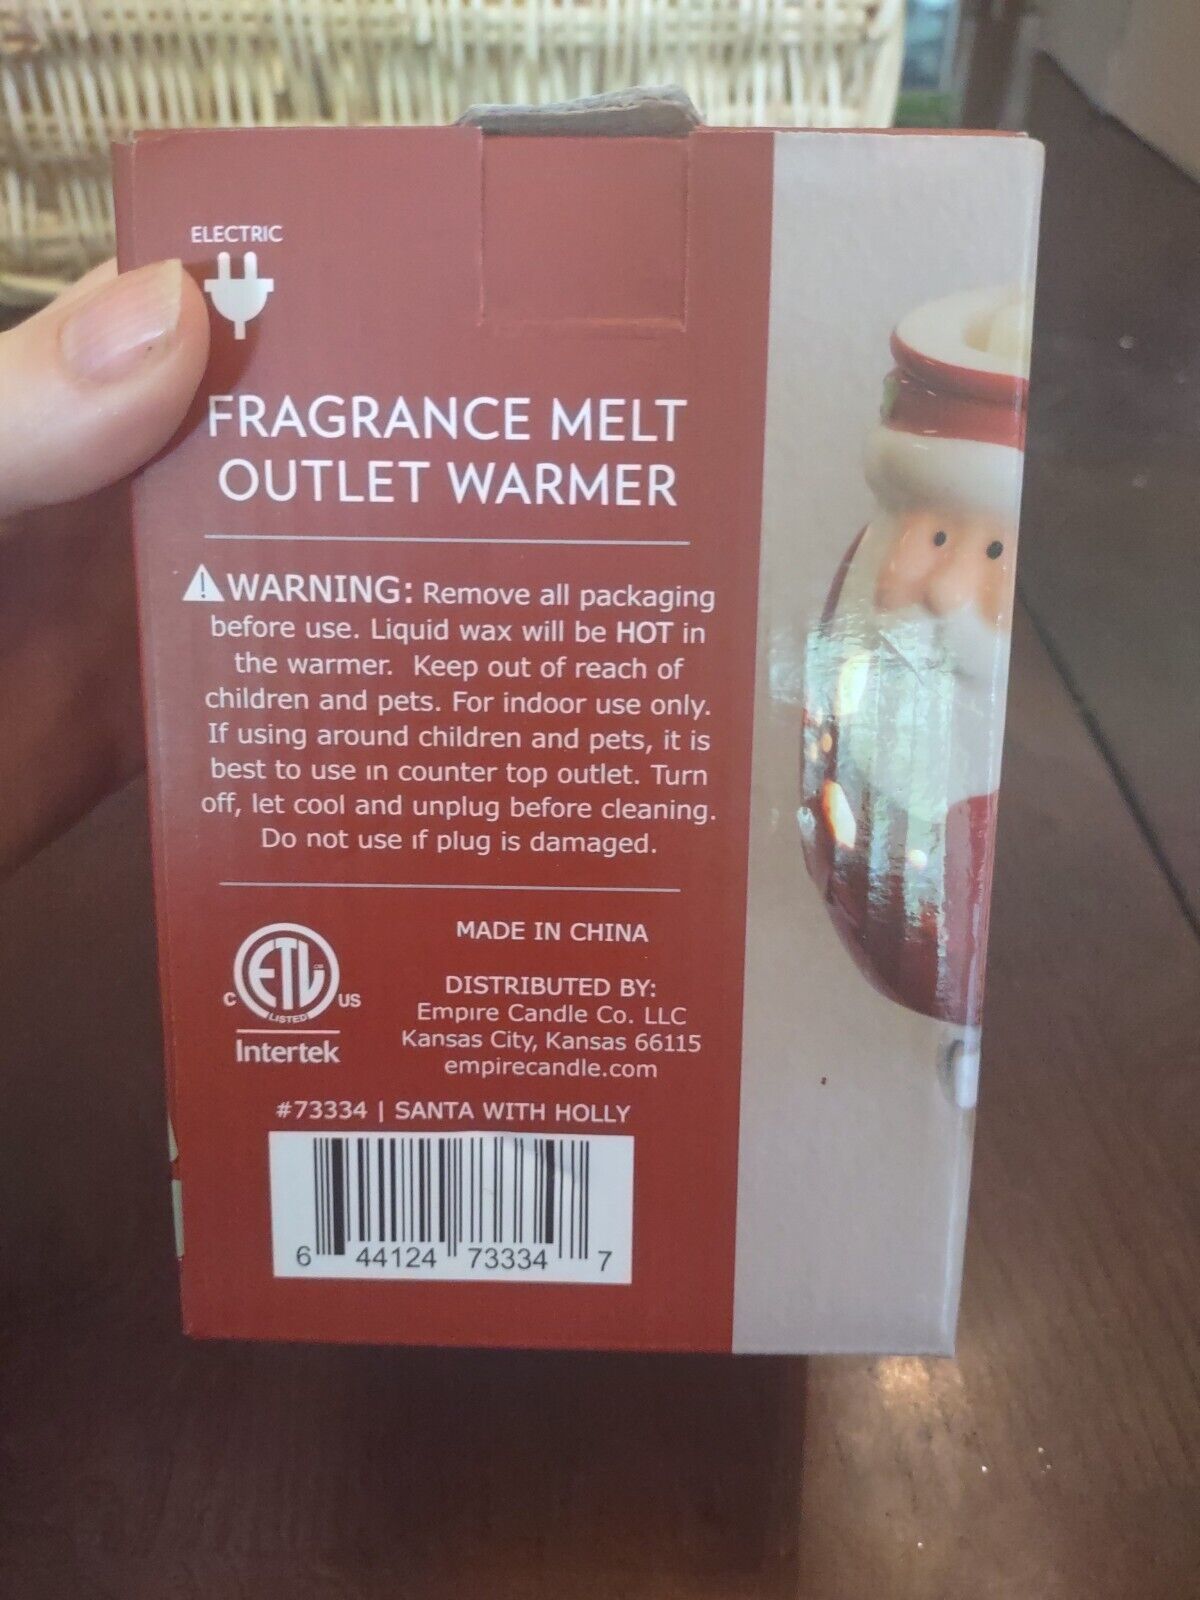 ELECTRIC
FRAGRANCE MELT
OUTLET WARMER
WARNING: Remove all packaging
before use. Liquid wax will be HOT in
the warmer. Keep out of reach of
children and pets. For indoor use only.
If using around children and pets, it is
best to use in counter top outlet. Turn
off, let cool and unplug before cleaning.
Do not use if plug is damaged.
MADE IN CHINA
DISTRIBUTED BY:
Empire Candle Co. LLC
Kansas City, Kansas 66115
empirecandle.com
C ETL US
LISTED
Intertek
#73334 | SANTA WITH HOLLY
6 44124 73334 7